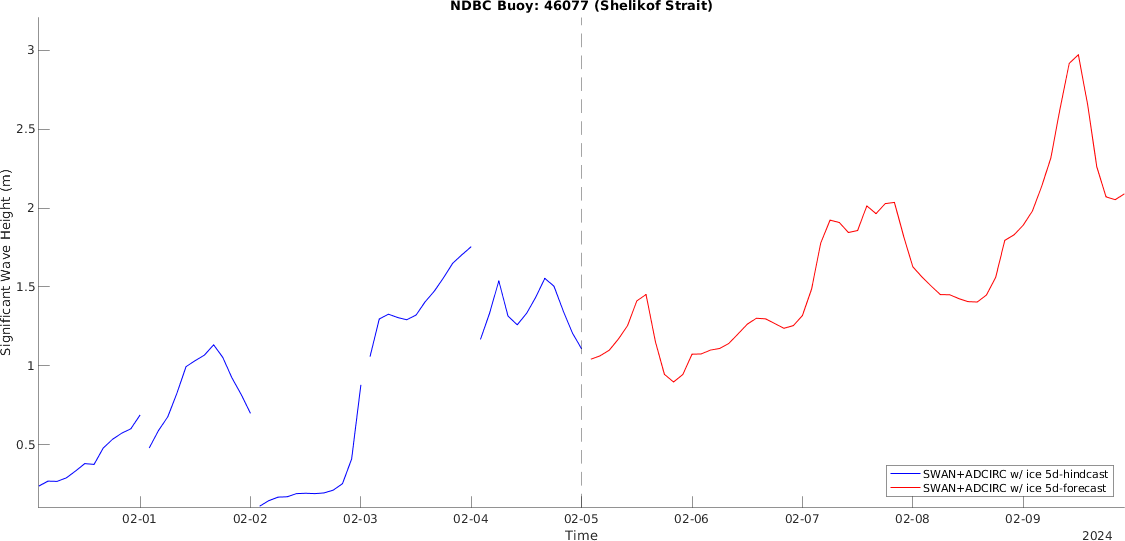 NDBC Buoy: 46077 (Shelikof Strait)
Significant Wave Height (m)
3
2.5
2
1.5
1
0.5
02-01 02-02 02-03 02-04 02-05 02-06 02-07 02-08 02-09
Time
2024
SWAN+ADCIRC w/ ice 5d-hindcast
SWAN+ADCIRC w/ ice 5d-forecast